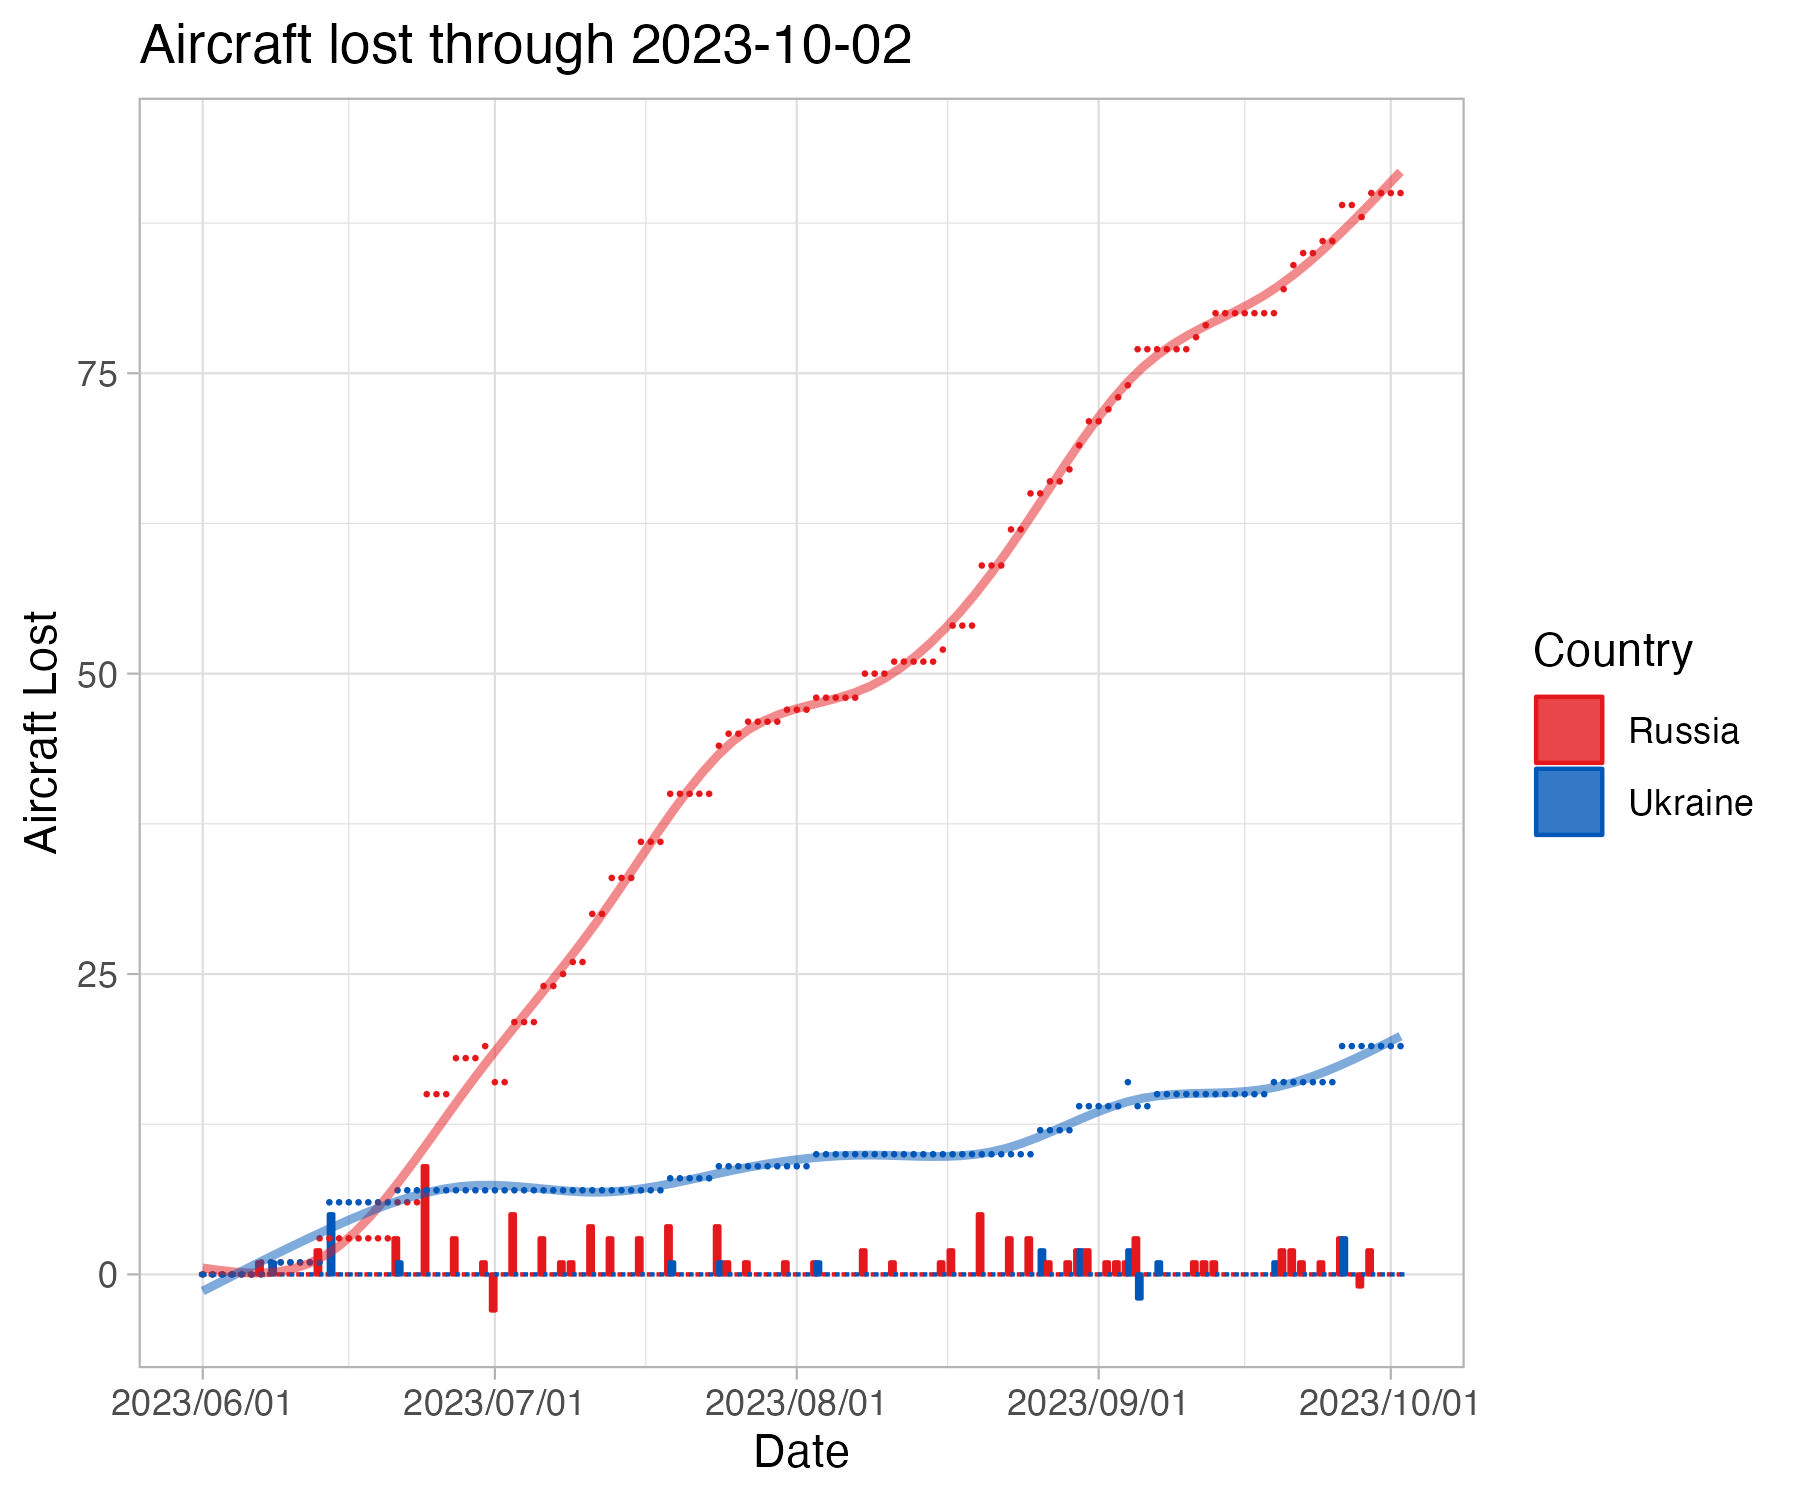 Aircraft lost through 2023-10-02
Aircraft Lost
75
50
25
0
2023/06/01 2023/07/01 2023/08/01 2023/09/01 2023/10/01
Date
Country
Russia
Ukraine